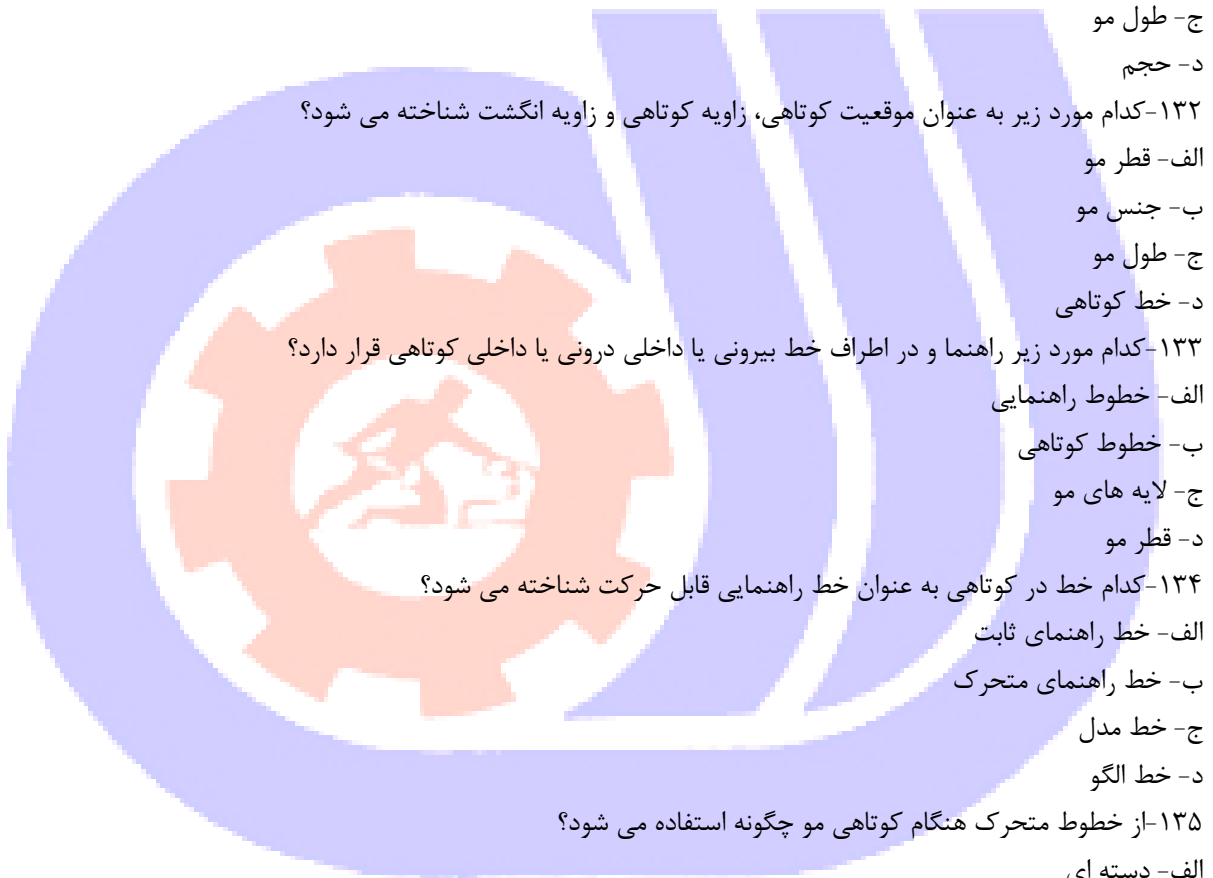 ج- طول مو
د- حجم
۱۳۲-کدام مورد زیر به عنوان موقعیت کوتاهی، زاویه کوتاهی و زاویه انگشت شناخته می شود؟
الف- قطر مو
ب- جنس مو
ج- طول مو
د- خط کوتاهی
۱۳۳-کدام مورد زیر راهنما و در اطراف خط بیرونی یا داخلی درونی یا داخلی کوتاهی قرار دارد؟
الف- خطوط راهنمایی
ب- خطوط کوتاهی
ج- لایه های مو
د- قطر مو
۱۳۴-کدام خط در کوتاهی به عنوان خط راهنمایی قابل حرکت شناخته می شود؟
الف- خط راهنمای ثابت
ب- خط راهنمای متحرک
ج- خط مدل
د- خط الگو
۱۳۵-از خطوط متحرک هنگام کوتاهی مو چگونه استفاده می شود؟
الف- دسته ای